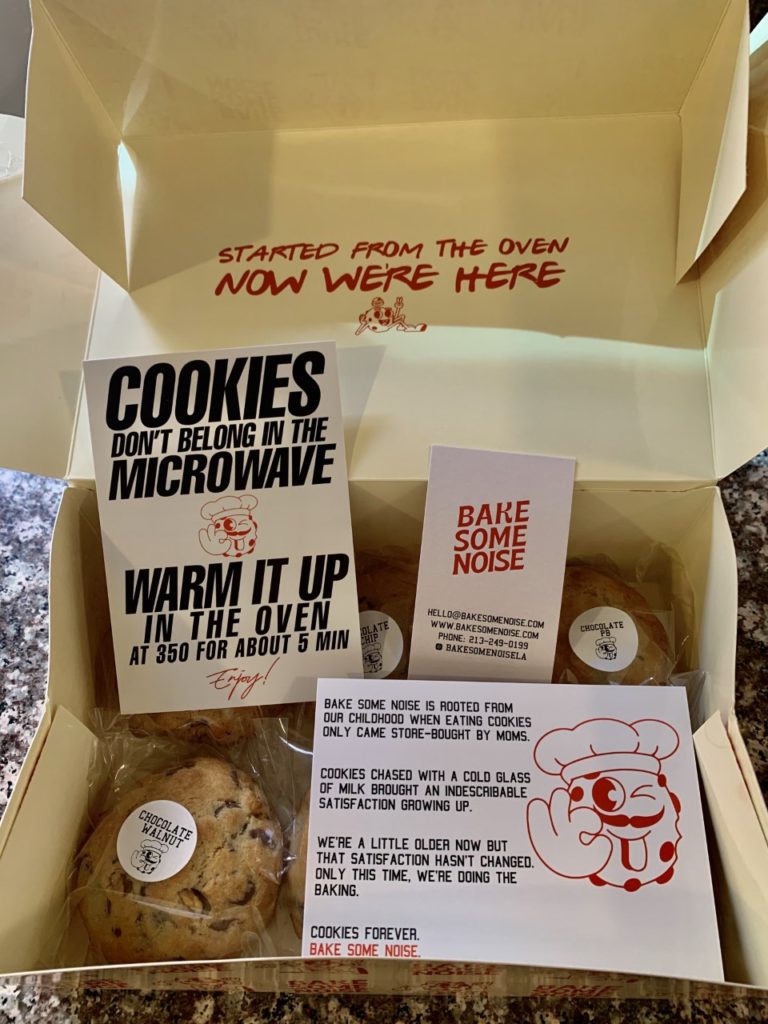 STARTED FROM THE OVEN
NOW WE'RE HERE
COOKIES
DON'T BELONG IN THE
MICROWAVE
WARM IT UP
IN THE OVEN
AT 350 FOR ABOUT 5 MIN
Enjoy!
BAKE
SOME
NOISE
HELLO@BAKESOMENOISE.COM
WWW.BAKESOMENOISE.COM
PHONE: 213-249-0199
BAKESOMENOISELA
CHIP
CHOCOLATE
PB
BAKE SOME NOISE IS ROOTED FROM
OUR CHILDHOOD WHEN EATING COOKIES
ONLY CAME STORE-BOUGHT BY MOMS.
COOKIES CHASED WITH A COLD GLASS
OF MILK BROUGHT AN INDESCRIBABLE
SATISFACTION GROWING UP.
WE'RE A LITTLE OLDER NOW BUT
THAT SATISFACTION HASN'T CHANGED.
ONLY THIS TIME, WE'RE DOING THE
BAKING.
COOKIES FOREVER.
BAKE SOME NOISE.
CHOCOLATE
WALNUT